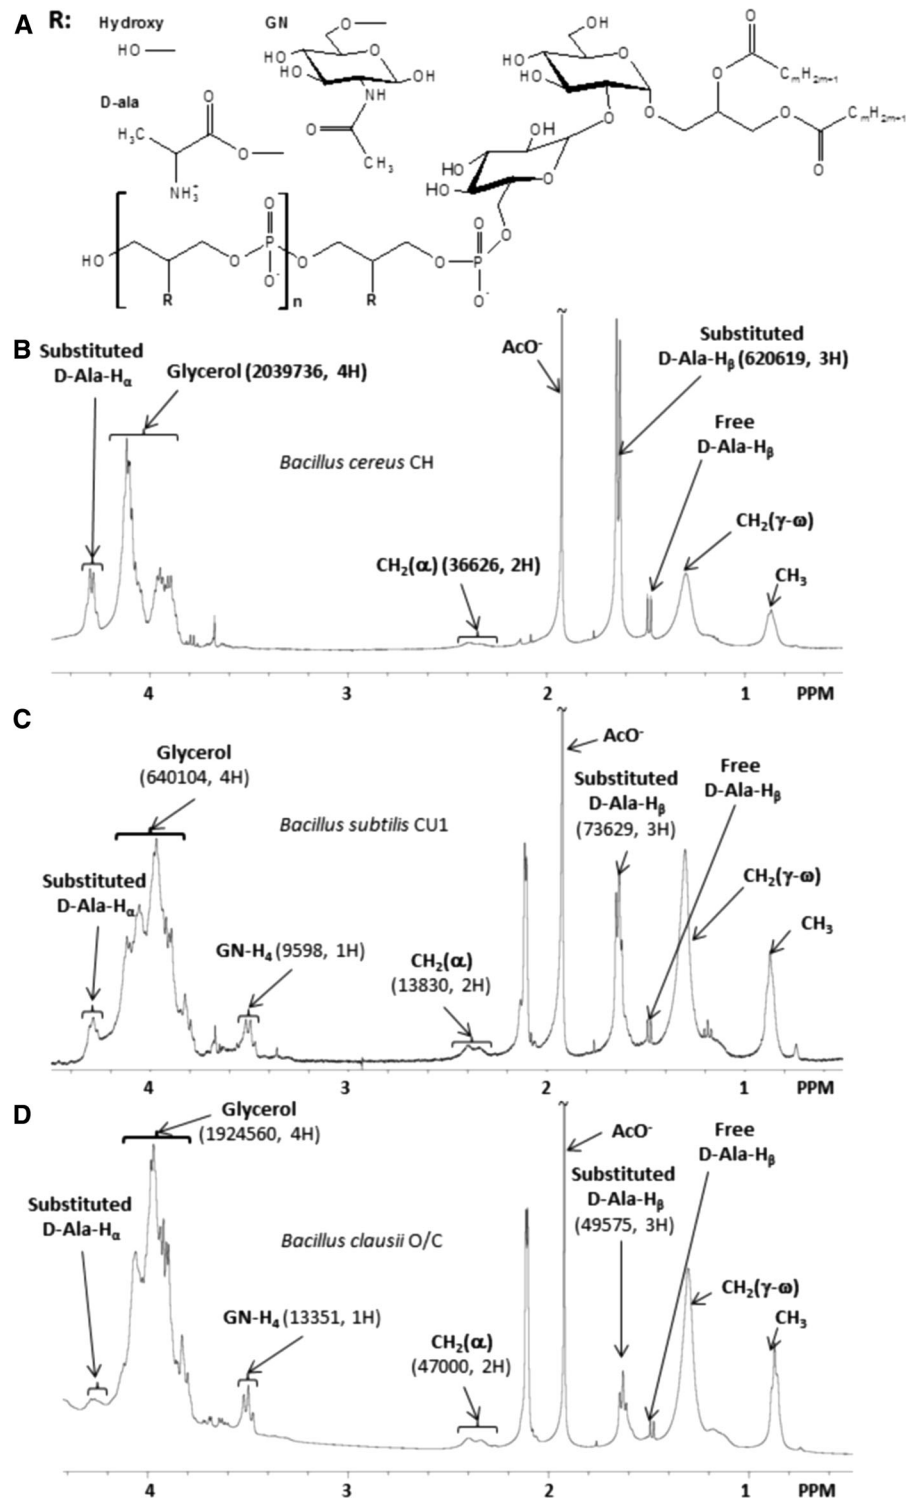 A R: Hydroxy GN
HO
O
O
HO
HO
OH
NH
O
CH₃
D-ala
O
H₃C
O
NH₃⁺
OH
HO
HO
O
O
O
O
O
CmH2m+1
O
CmH2m+1
O
OH
HO
HO
O
O
HO
O
O
P
O⁻
R
n
O
O
O
P
O⁻
R
B
Substituted
D-Ala-Hα
Glycerol (2039736, 4H)
AcO⁻
Substituted
D-Ala-Hβ (620619, 3H)
Free
D-Ala-Hβ
Bacillus cereus CH
CH₂(α) (36626, 2H)
CH₂(γ-ω)
CH₃
~
4 3 2 1 PPM
C
Glycerol
(640104, 4H)
~
AcO⁻
Substituted
D-Ala-Hβ
(73629, 3H)
Free
D-Ala-Hβ
Bacillus subtilis CU1
Substituted
D-Ala-Hα
CH₂(γ-ω)
CH₃
GN-H₄ (9598, 1H)
CH₂(α)
(13830, 2H)
4 3 2 1 PPM
D
Glycerol
(1924560, 4H)
~
AcO⁻
Free
D-Ala-Hβ
Substituted
D-Ala-Hα
Substituted
D-Ala-Hβ
(49575, 3H)
Bacillus clausii O/C
CH₂(γ-ω)
CH₃
GN-H₄ (13351, 1H)
CH₂(α)
(47000, 2H)
4 3 2 1 PPM